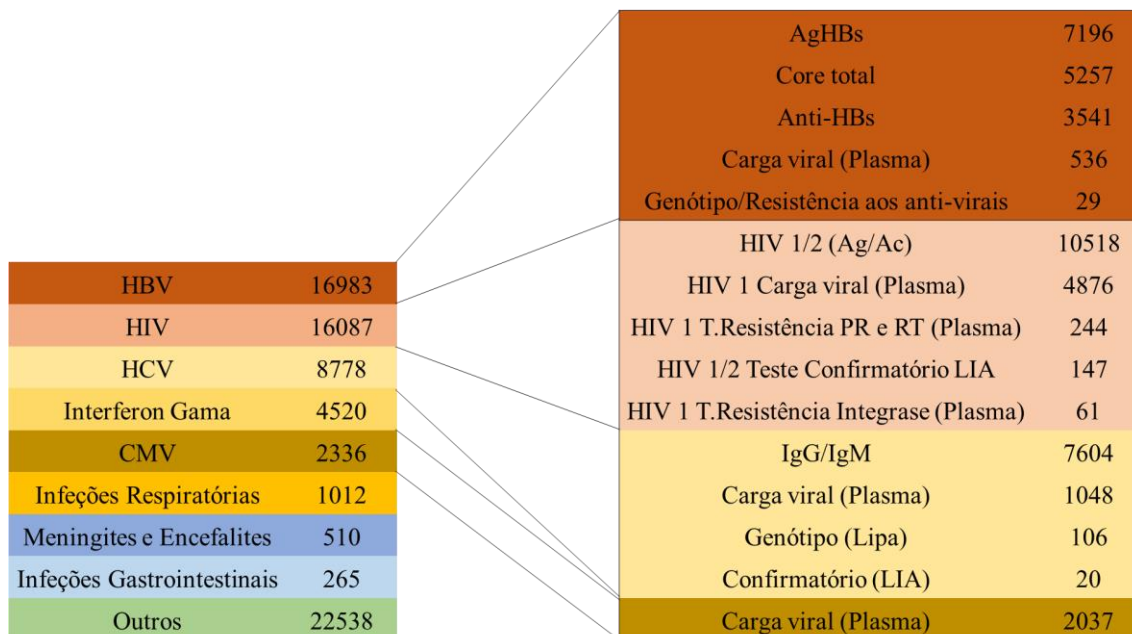 HBV 16983
HIV 16087
HCV 8778
Interferon Gama 4520
CMV 2336
Infeções Respiratórias 1012
Meningites e Encefalites 510
Infeções Gastrointestinais 265
Outros 22538
AgHBs 7196
Core total 5257
Anti-HBs 3541
Carga viral (Plasma) 536
Genótipo/Resistência aos anti-virais 29
HIV 1/2 (Ag/Ac) 10518
HIV 1 Carga viral (Plasma) 4876
HIV 1 T.Resistência PR e RT (Plasma) 244
HIV 1/2 Teste Confirmatório LIA 147
HIV 1 T.Resistência Integrase (Plasma) 61
IgG/IgM 7604
Carga viral (Plasma) 1048
Genótipo (Lipa) 106
Confirmatório (LIA) 20
Carga viral (Plasma) 2037